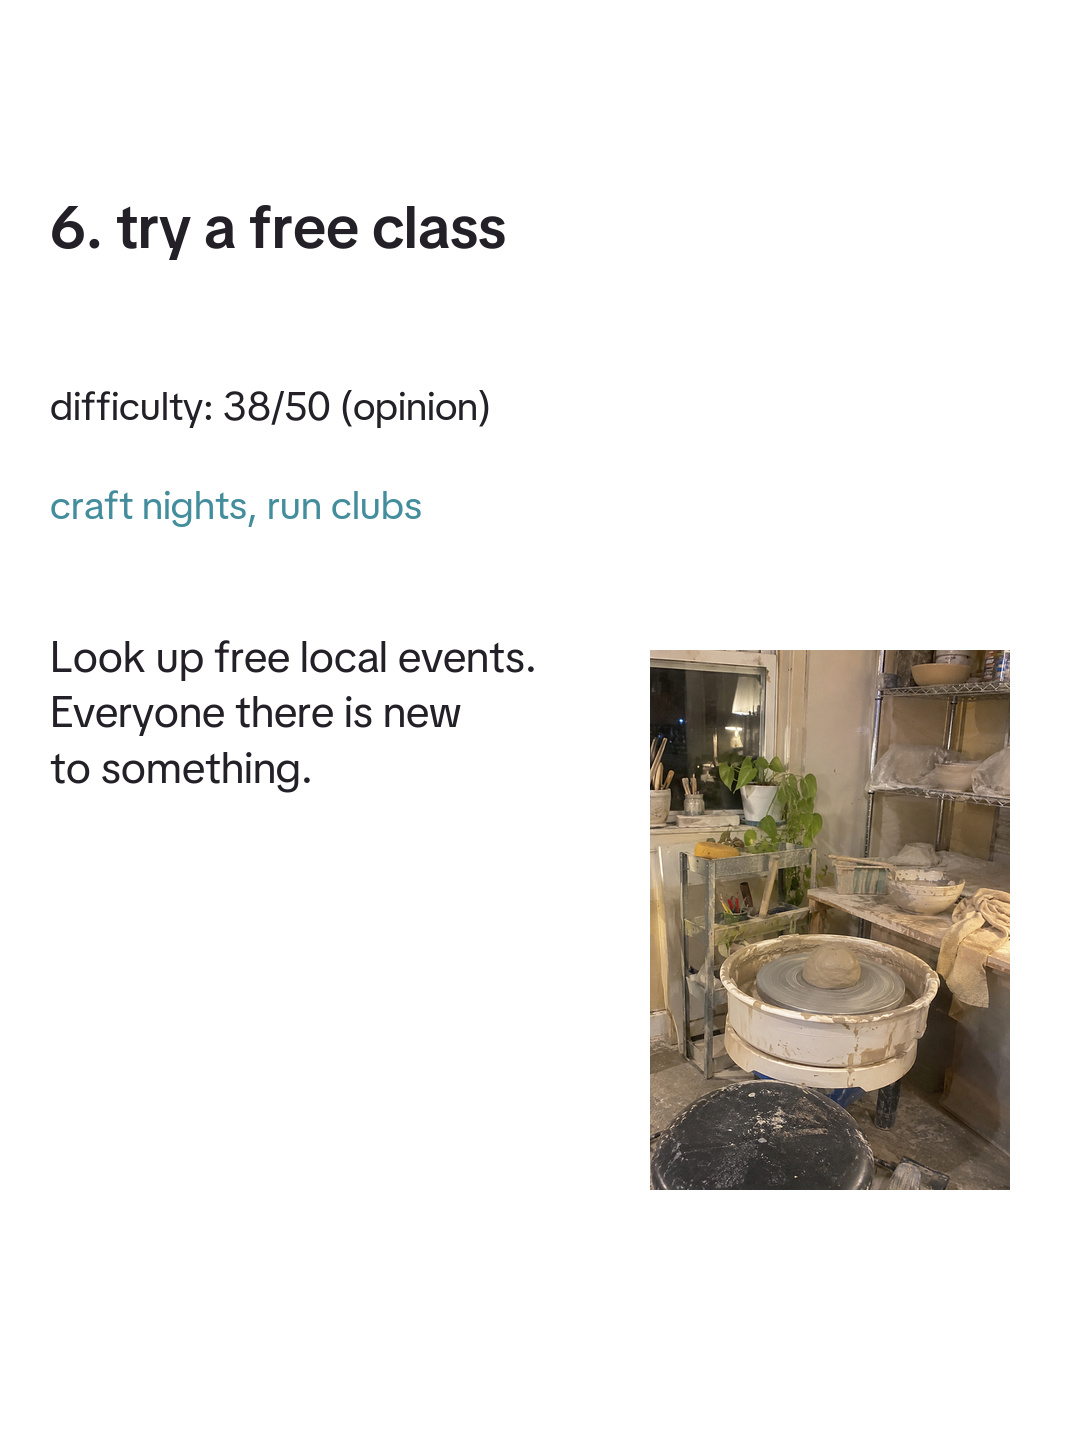 6. try a free class
difficulty: 38/50 (opinion)
craft nights, run clubs
Look up free local events.
Everyone there is new
to something.